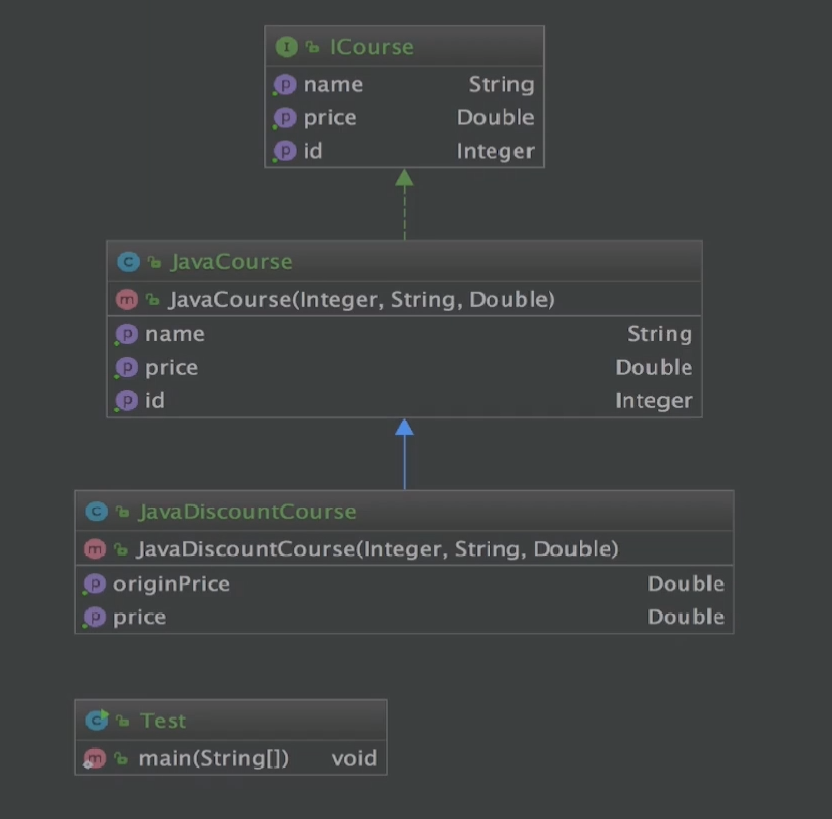 I ICourse
p name String
p price Double
p id Integer
C JavaCourse
m JavaCourse(Integer, String, Double)
p name String
p price Double
p id Integer
C JavaDiscountCourse
m JavaDiscountCourse(Integer, String, Double)
p originPrice Double
p price Double
C Test
m main(String[]) void